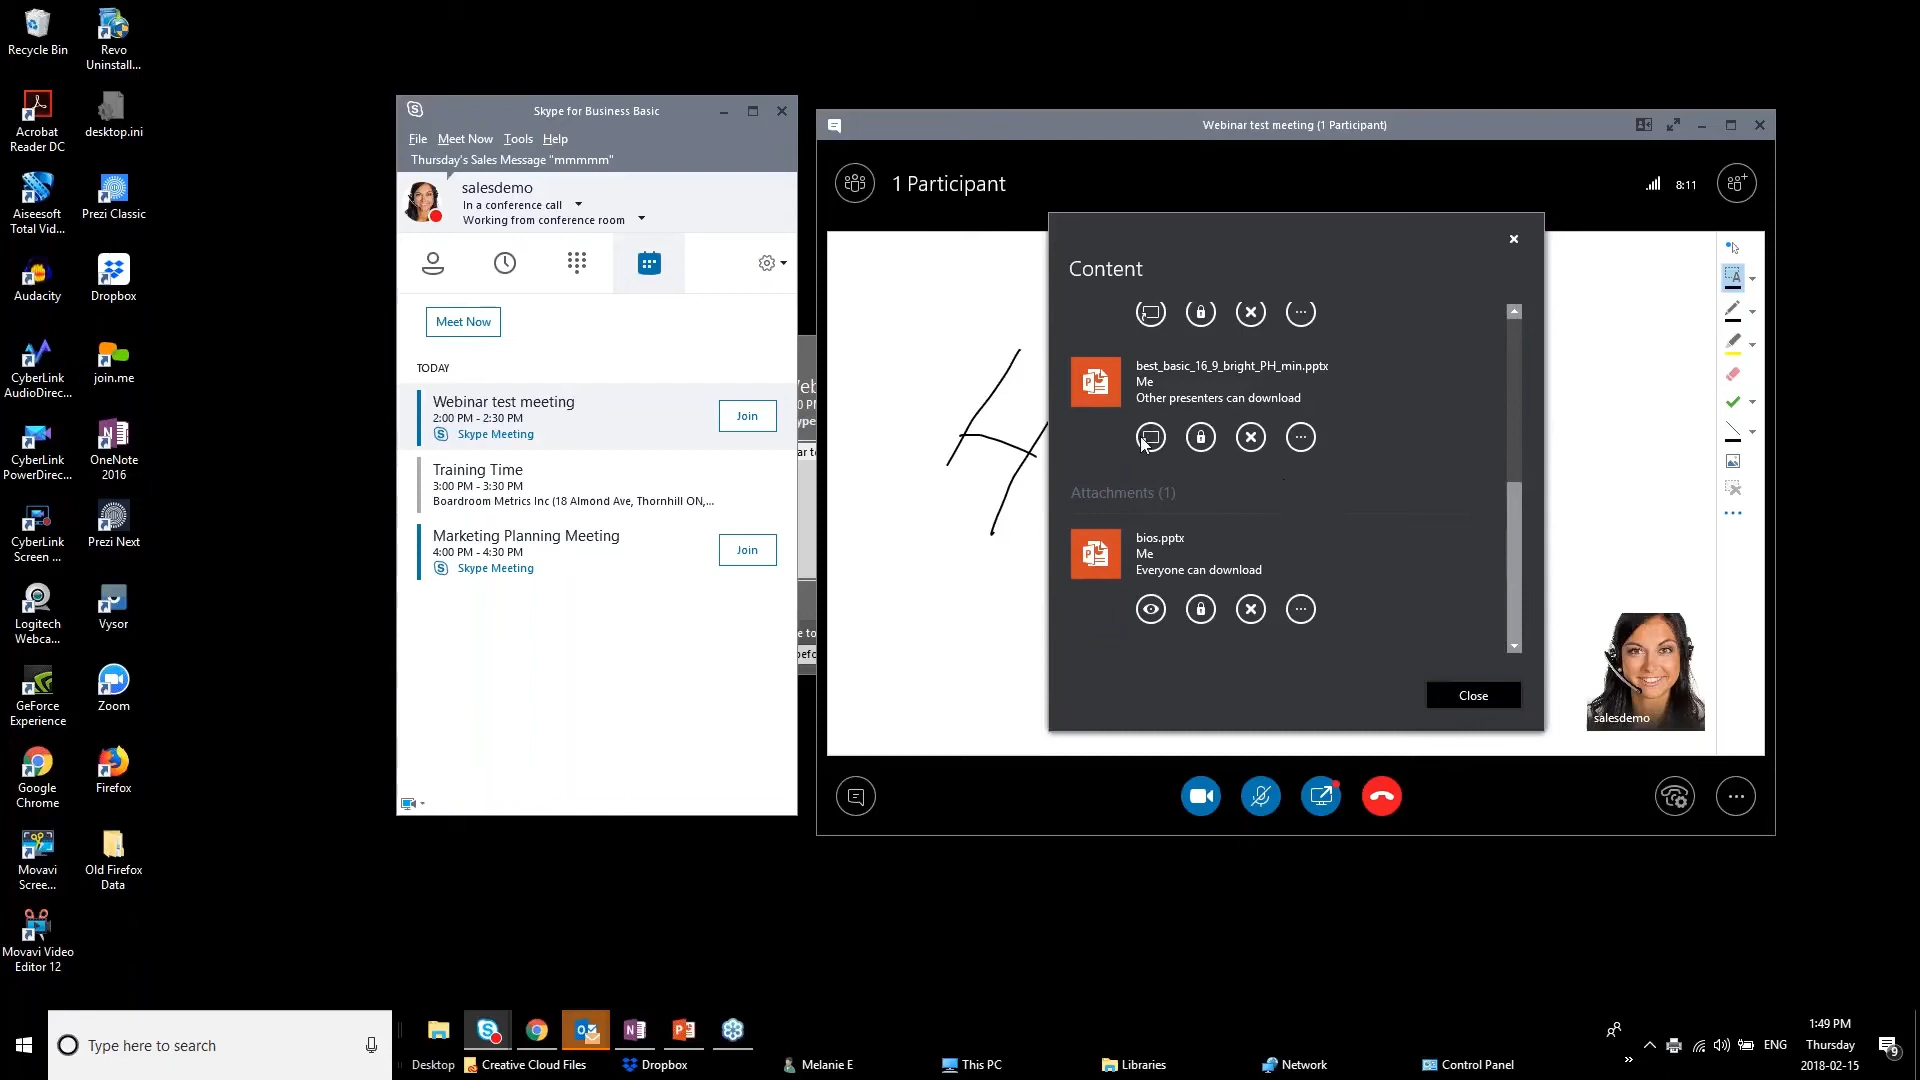 Recycle Bin
Revo
Uninstall...
Acrobat
Reader DC
desktop.ini
Aiseesoft
Total Vid...
Prezi Classic
Audacity
Dropbox
CyberLink
AudioDirec...
join.me
CyberLink
PowerDirec...
OneNote
2016
CyberLink
Screen ...
Prezi Next
Logitech
Webca...
Vysor
GeForce
Experience
Zoom
Google
Chrome
Firefox
Movavi
Scree...
Old Firefox
Data
Movavi Video
Editor 12
Skype for Business Basic
File Meet Now Tools Help
Thursday's Sales Message "mmmmm"
salesdemo
In a conference call
Working from conference room
Meet Now
TODAY
Webinar test meeting
2:00 PM - 2:30 PM
Skype Meeting
Join
Training Time
3:00 PM - 3:30 PM
Boardroom Metrics Inc (18 Almond Ave, Thornhill ON,...
Marketing Planning Meeting
4:00 PM - 4:30 PM
Skype Meeting
Join
Webinar test meeting (1 Participant)
1 Participant
8:11
Content
best_basic_16_9_bright_PH_min.pptx
Me
Other presenters can download
Attachments (1)
bios.pptx
Me
Everyone can download
Close
salesdemo
Type here to search
Desktop
Creative Cloud Files
Dropbox
Melanie E
This PC
Libraries
Network
Control Panel
ENG
1:49 PM
Thursday
2018-02-15
9